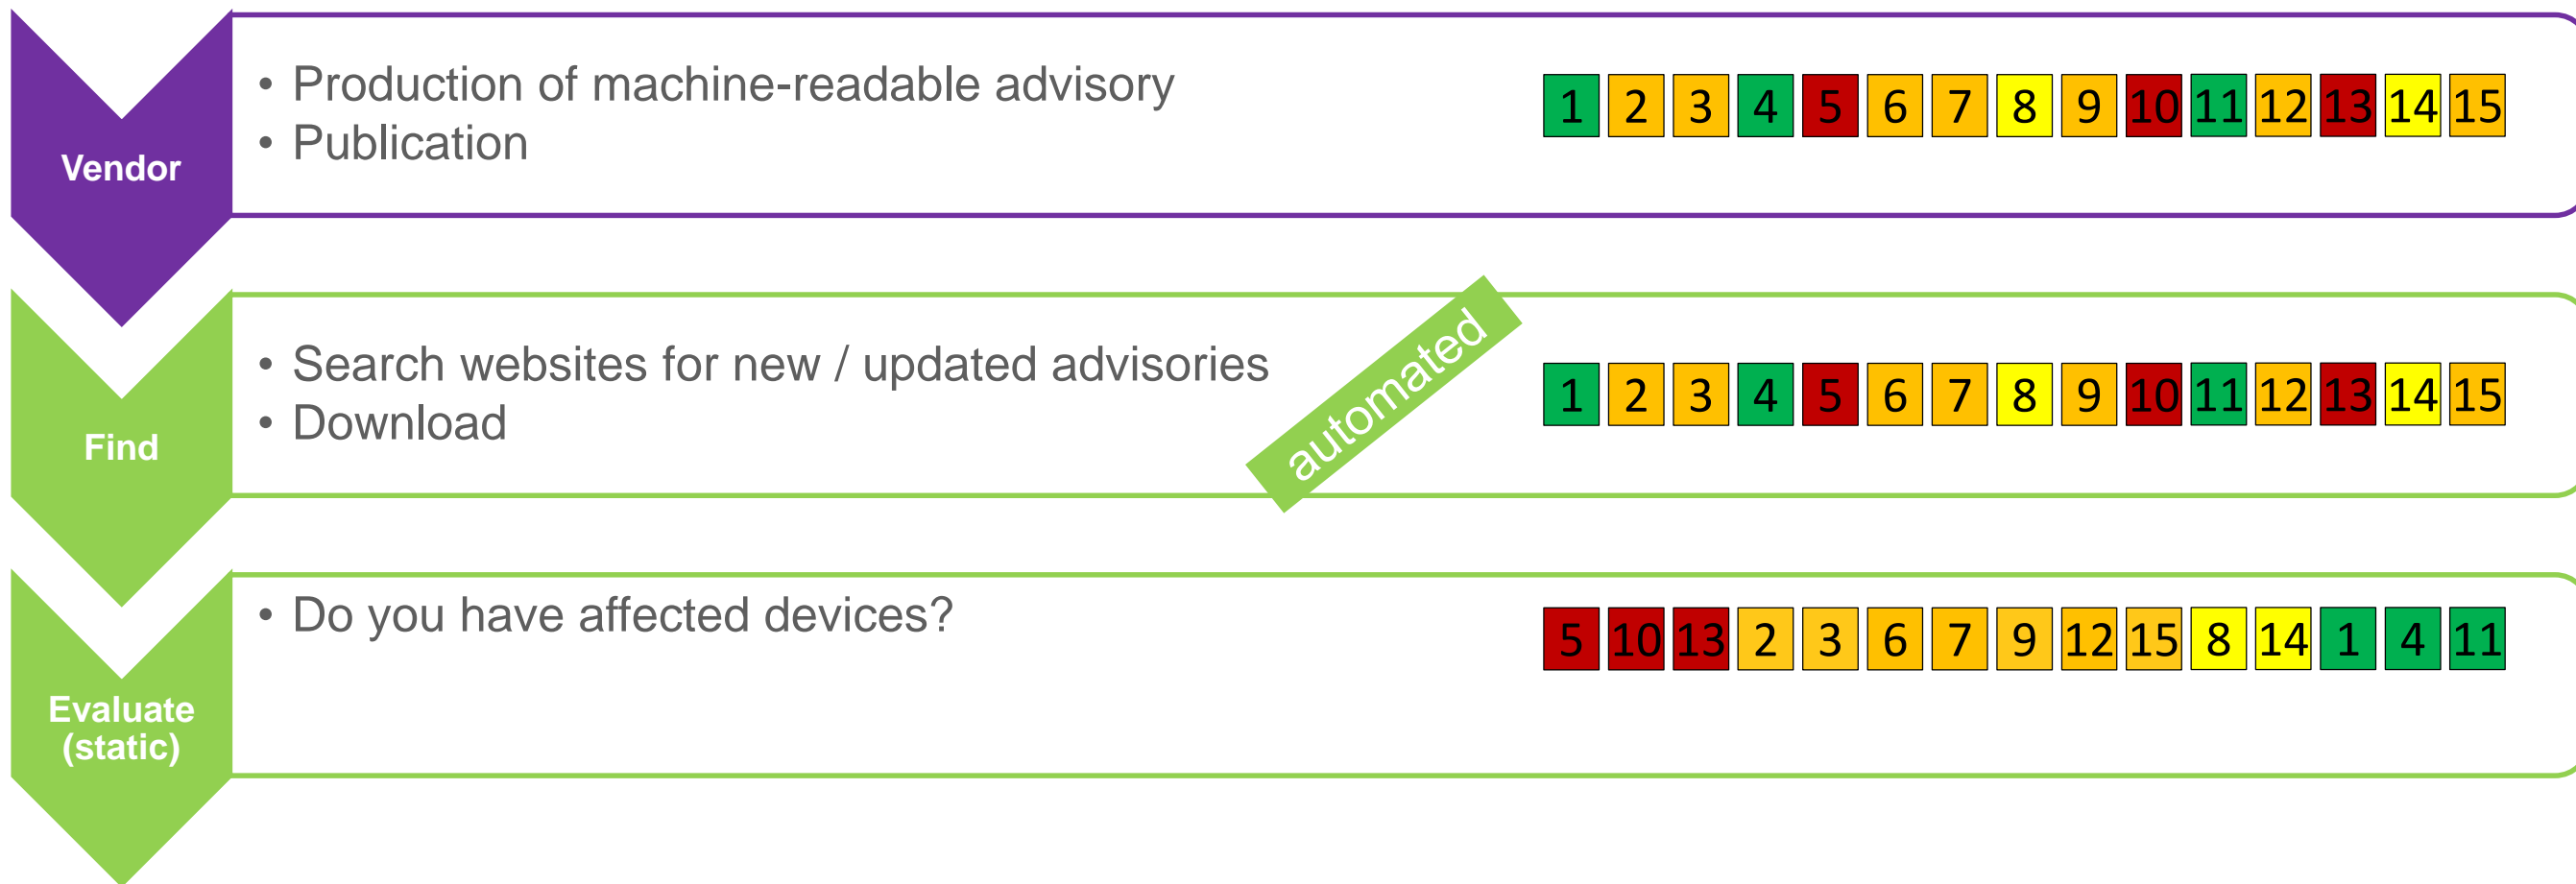 Vendor
• Production of machine-readable advisory
• Publication
1 2 3 4 5 6 7 8 9 10 11 12 13 14 15
Find
• Search websites for new / updated advisories
• Download
automated
1 2 3 4 5 6 7 8 9 10 11 12 13 14 15
Evaluate
(static)
• Do you have affected devices?
5 10 13 2 3 6 7 9 12 15 8 14 1 4 11